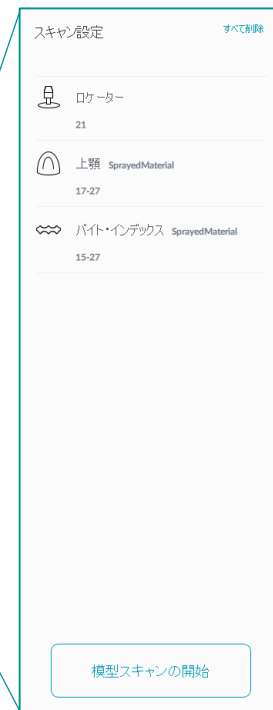 スキャン設定 すべて削除
ロケーター
21
上顎 SprayedMaterial
17-27
バイト・インデックス SprayedMaterial
15-27
模型スキャンの開始